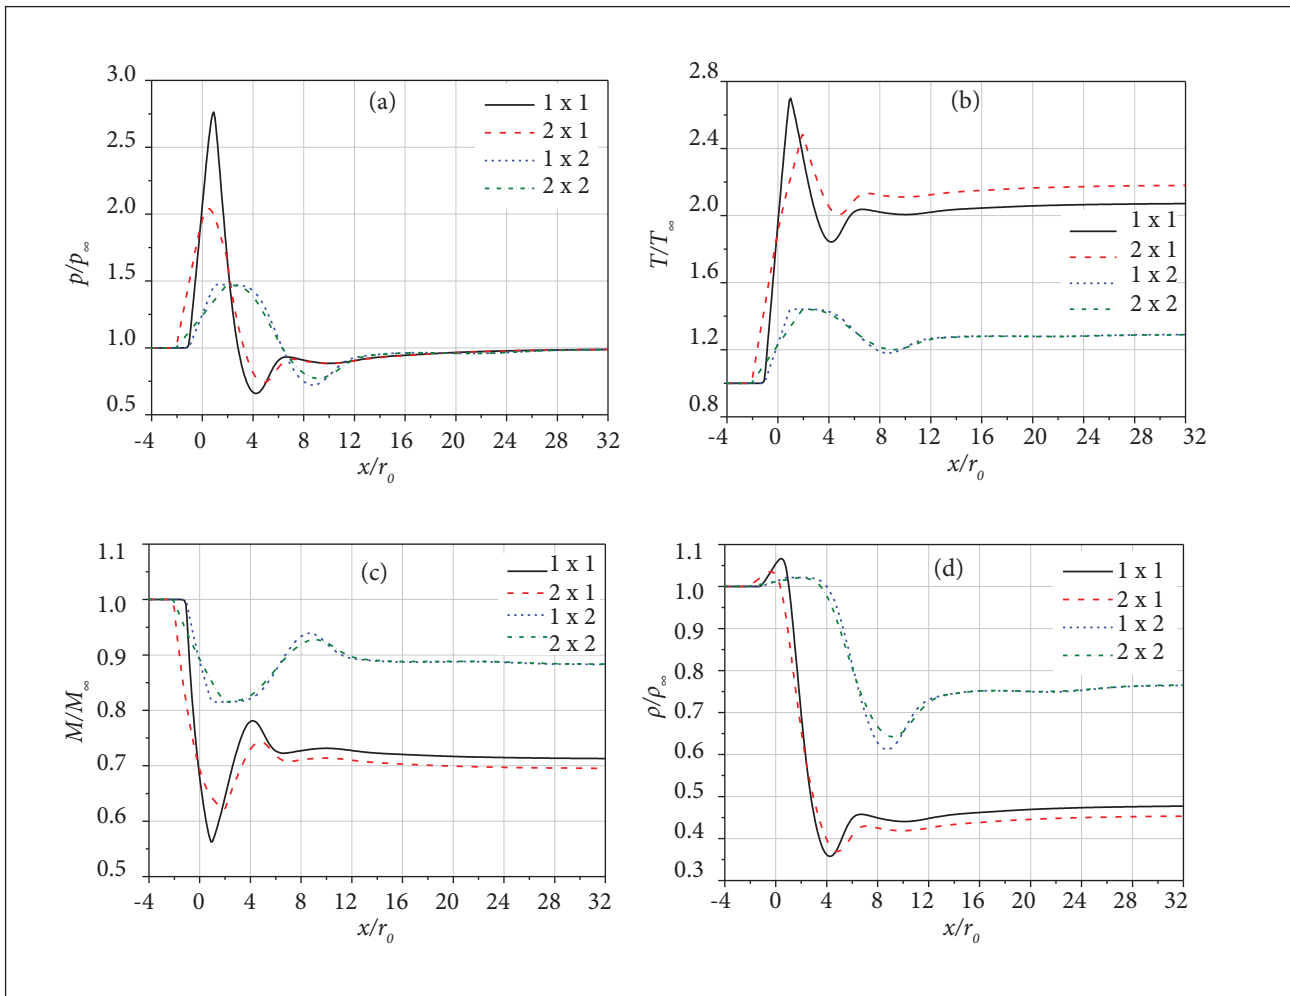 (a)
3.0
2.5
2.0
1.5
1.0
0.5
p/p∞
1 x 1
2 x 1
1 x 2
2 x 2
-4 0 4 8 12 16 20 24 28 32
x/r0
(b)
2.8
2.4
2.0
1.6
1.2
0.8
T/T∞
1 x 1
2 x 1
1 x 2
2 x 2
-4 0 4 8 12 16 20 24 28 32
x/r0
(c)
1.1
1.0
0.9
0.8
0.7
0.6
0.5
M/M∞
1 x 1
2 x 1
1 x 2
2 x 2
-4 0 4 8 12 16 20 24 28 32
x/r0
(d)
1.1
1.0
0.9
0.8
0.7
0.6
0.5
0.4
0.3
ρ/ρ∞
1 x 1
2 x 1
1 x 2
2 x 2
-4 0 4 8 12 16 20 24 28 32
x/r0